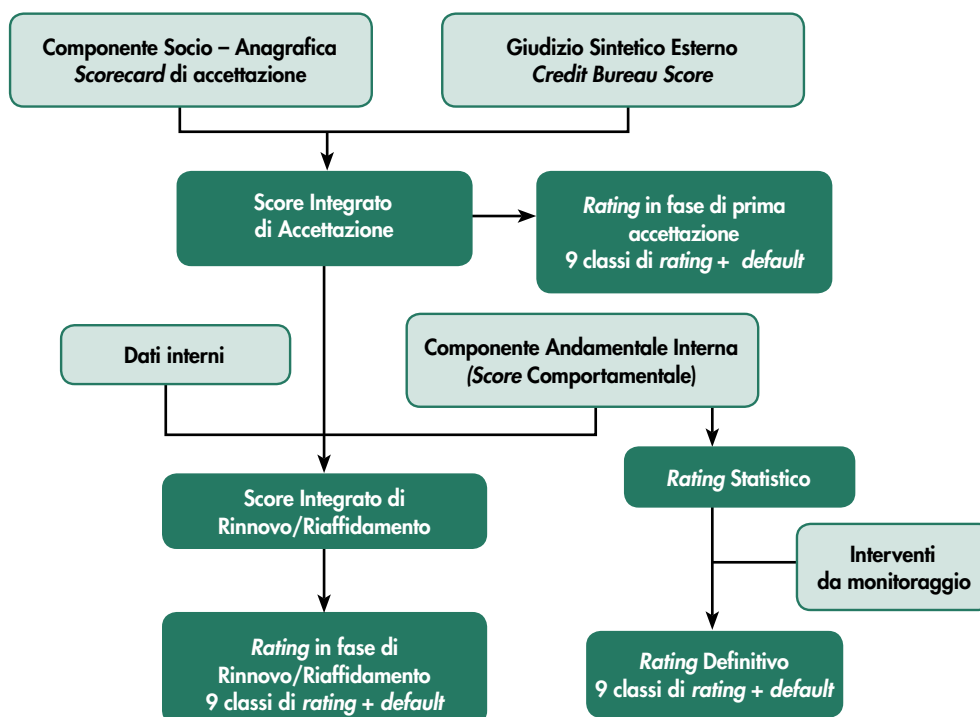 Componente Socio – Anagrafica
Scorecard di accettazione
Giudizio Sintetico Esterno
Credit Bureau Score
Score Integrato
di Accettazione
Rating in fase di prima
accettazione
9 classi di rating + default
Dati interni
Componente Andamentale Interna
(Score Comportamentale)
Score Integrato di
Rinnovo/Riaffidamento
Rating Statistico
Interventi
da monitoraggio
Rating in fase di
Rinnovo/Riaffidamento
9 classi di rating + default
Rating Definitivo
9 classi di rating + default